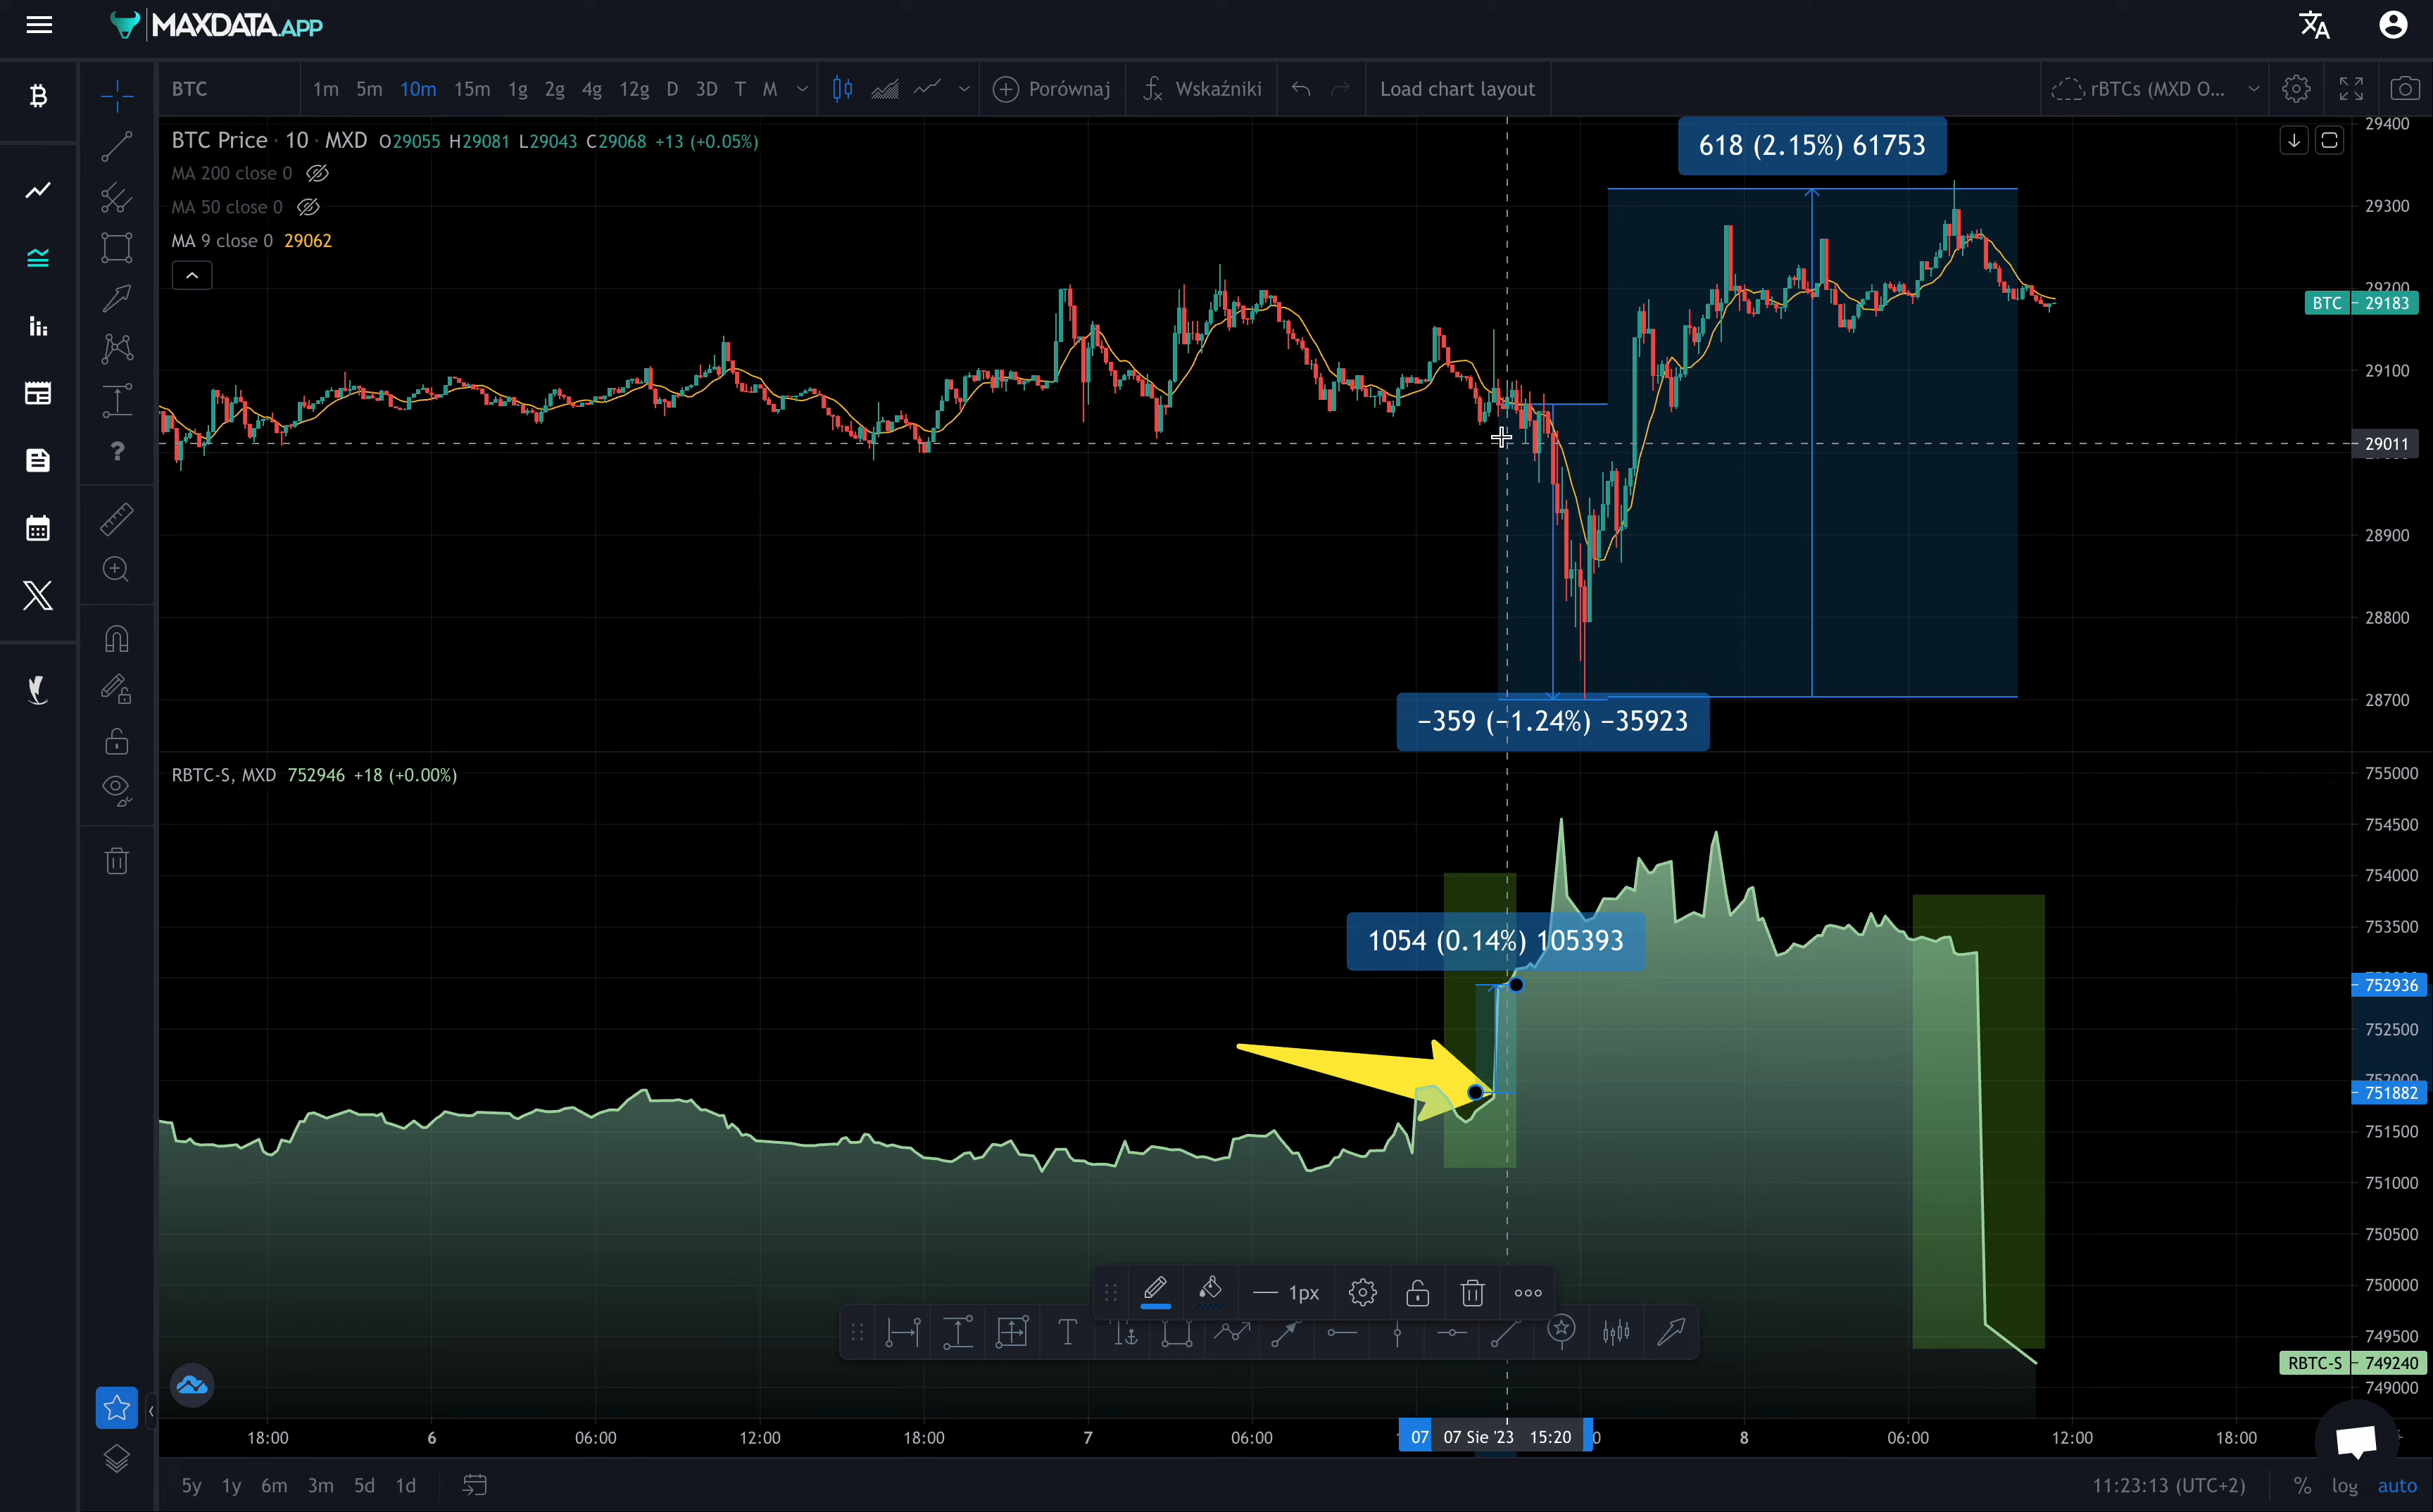 MAXDATA.APP
BTC 1m 5m 10m 15m 1g 2g 4g 12g D 3D T M Porównaj Wskaźniki Load chart layout rBTCs (MXD O...
BTC Price · 10 · MXD O29055 H29081 L29043 C29068 +13 (+0.05%)
MA 200 close 0
MA 50 close 0
MA 9 close 0 29062
618 (2.15%) 61753
−359 (−1.24%) −35923
29400
29300
29200
BTC 29183
29100
29011
28900
28800
28700
RBTC-S, MXD 752946 +18 (+0.00%)
1054 (0.14%) 105393
755000
754500
754000
753500
752936
752500
752000
751882
751500
751000
750500
750000
749500
RBTC-S 749240
749000
1px
T
18:00 6 06:00 12:00 18:00 7 06:00 07 07 Sie '23 15:20 8 06:00 12:00 18:00
5y 1y 6m 3m 5d 1d 11:23:13 (UTC+2) % log auto